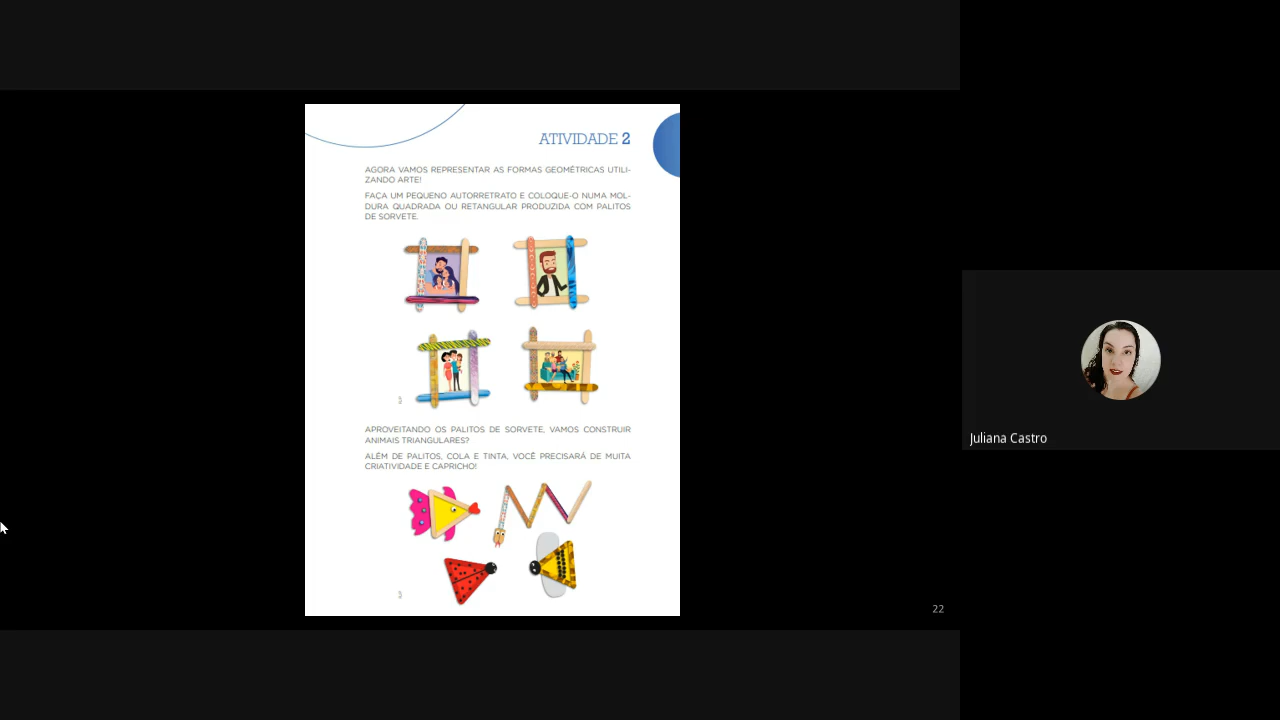 ATIVIDADE 2
AGORA VAMOS REPRESENTAR AS FORMAS GEOMÉTRICAS UTILI-
ZANDO ARTE!
FAÇA UM PEQUENO AUTORRETRATO E COLOQUE-O NUMA MOL-
DURA QUADRADA OU RETANGULAR PRODUZIDA COM PALITOS
DE SORVETE.
APROVEITANDO OS PALITOS DE SORVETE, VAMOS CONSTRUIR
ANIMAIS TRIANGULARES?
ALÉM DE PALITOS, COLA E TINTA, VOCÊ PRECISARÁ DE MUITA
CRIATIVIDADE E CAPRICHO!
22
Juliana Castro